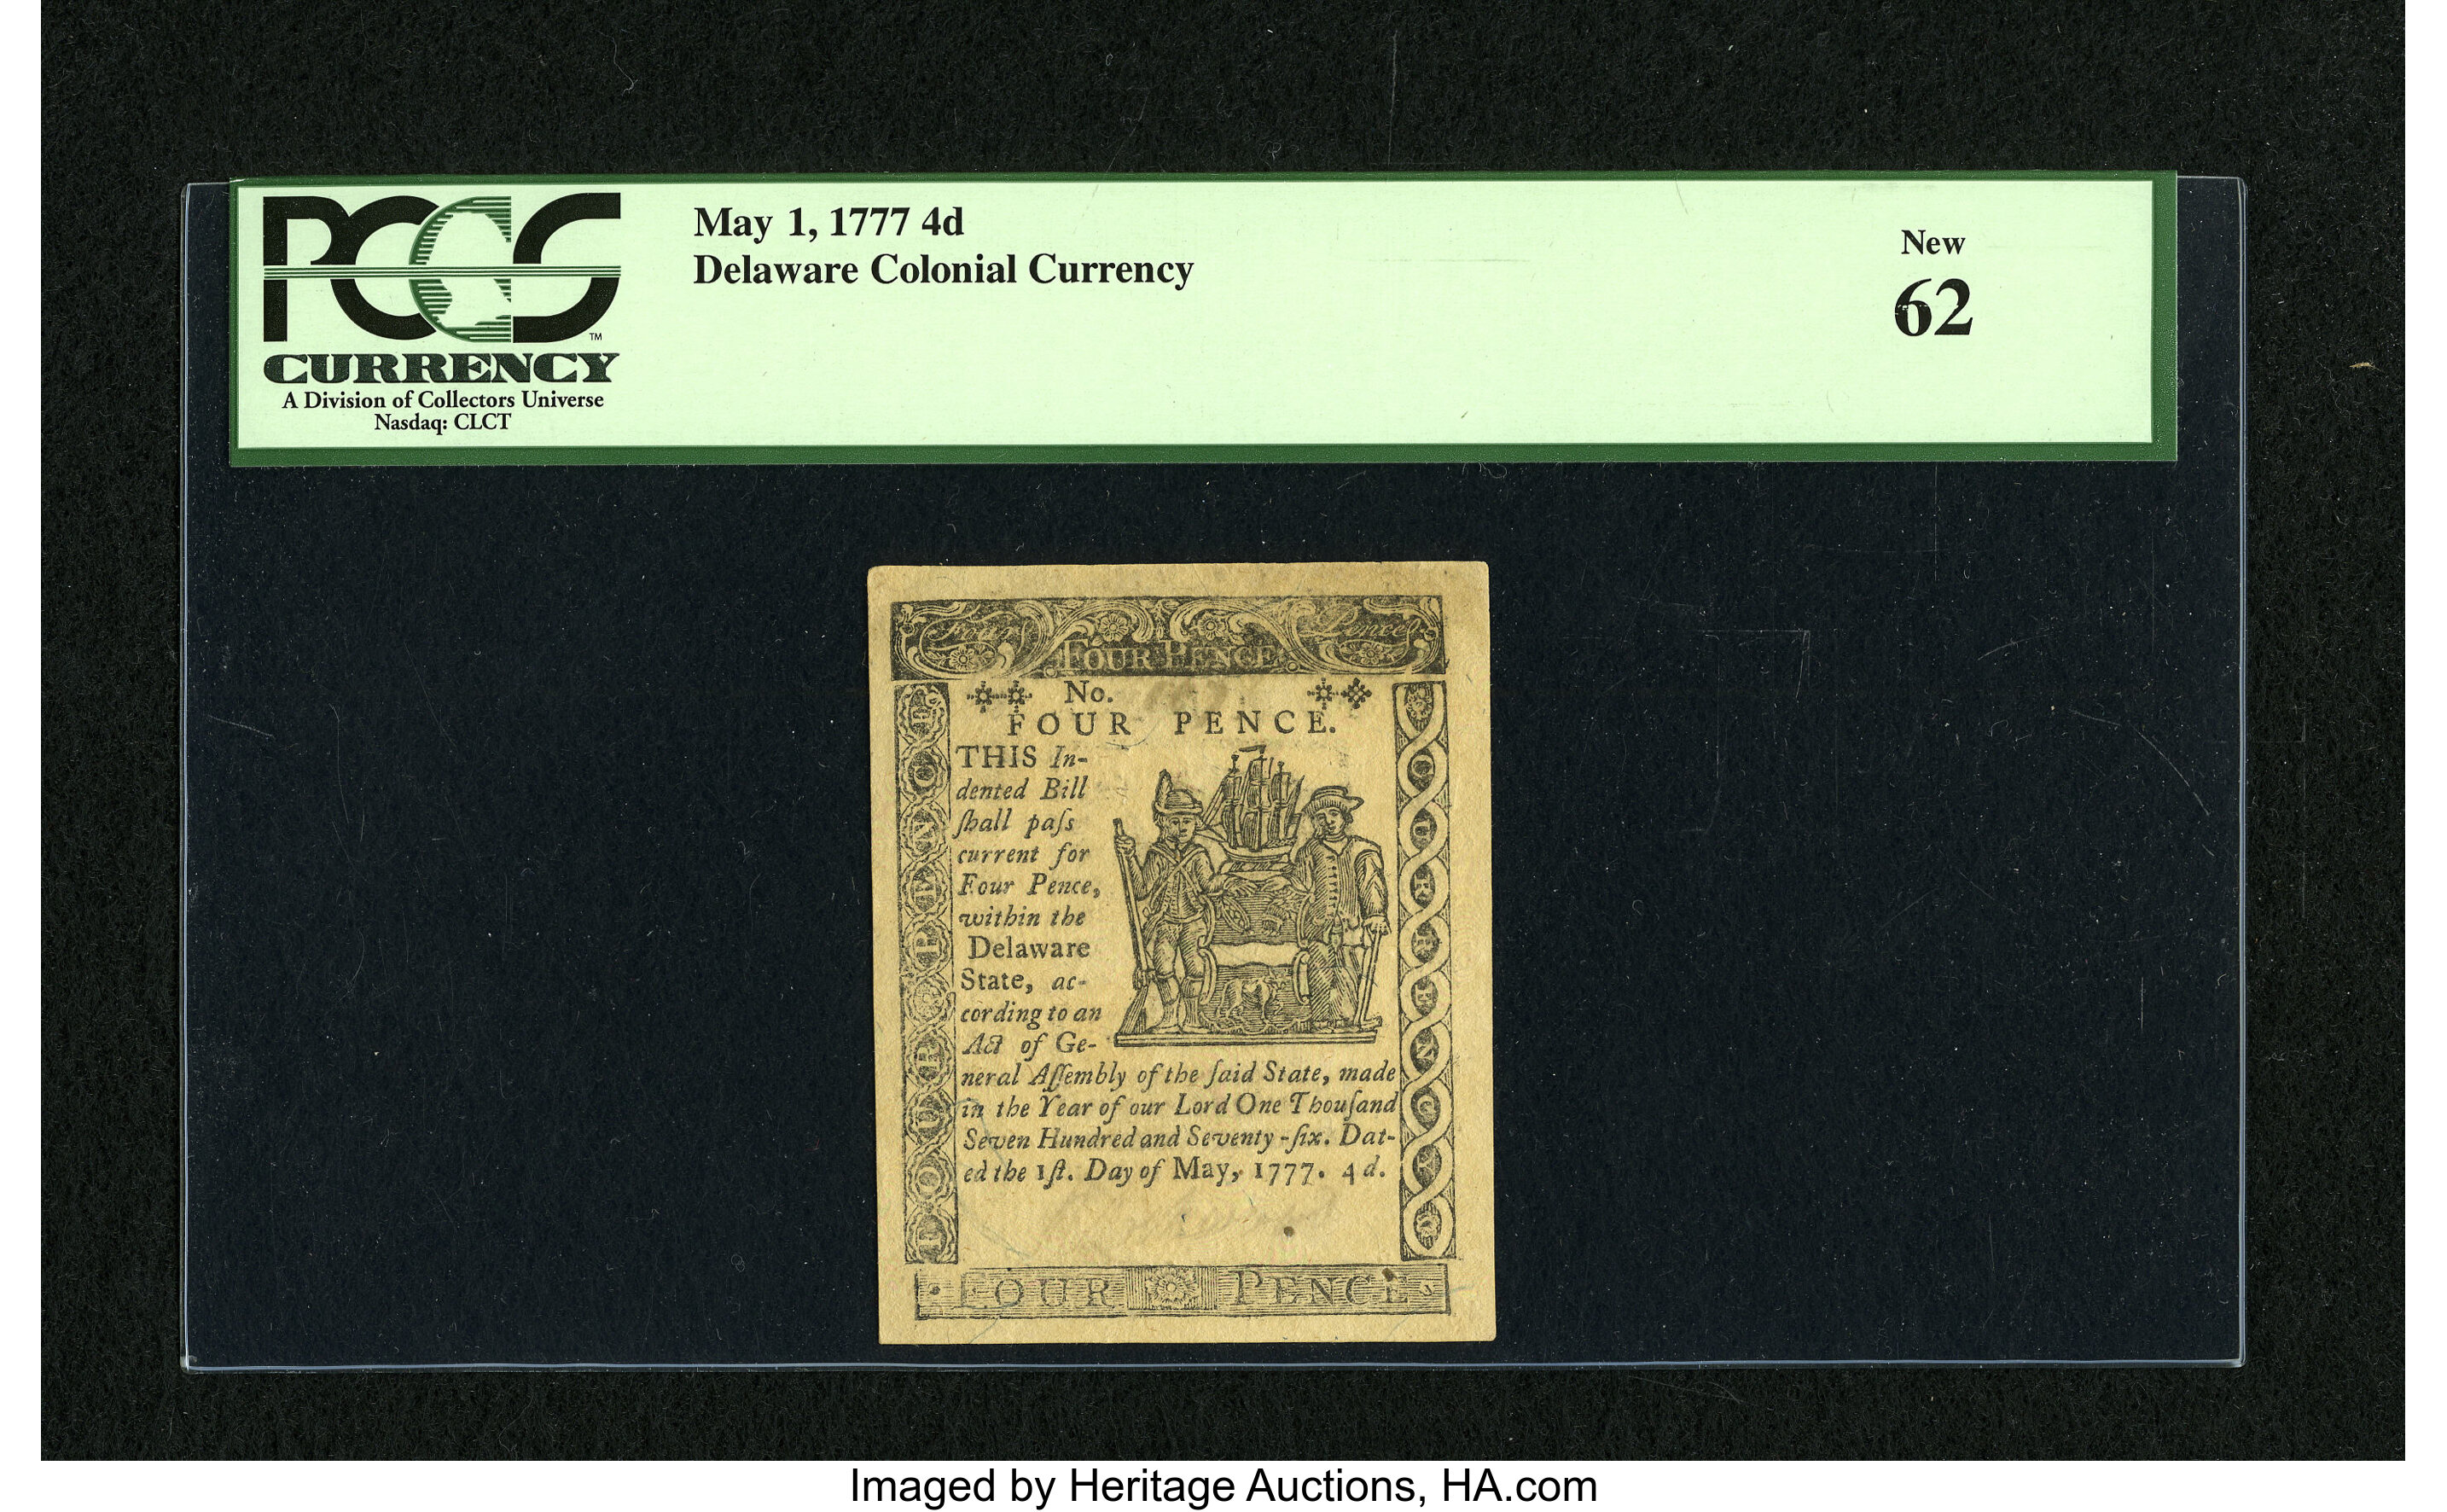 PCGS
TM
CURRENCY
A Division of Collectors Universe
Nasdaq: CLCT
May 1, 1777 4d
Delaware Colonial Currency
New
62
Four Pence
FOUR PENCE
No.
FOUR PENCE.
THIS In-
dented Bill
ſhall paſs
current for
Four Pence,
within the
Delaware
State, ac-
cording to an
Act of Ge-
neral Aſſembly of the ſaid State, made
in the Year of our Lord One Thouſand
Seven Hundred and Seventy-ſix. Dat-
ed the 1ſt. Day of May, 1777. 4d.
FOUR PENCE
Imaged by Heritage Auctions, HA.com